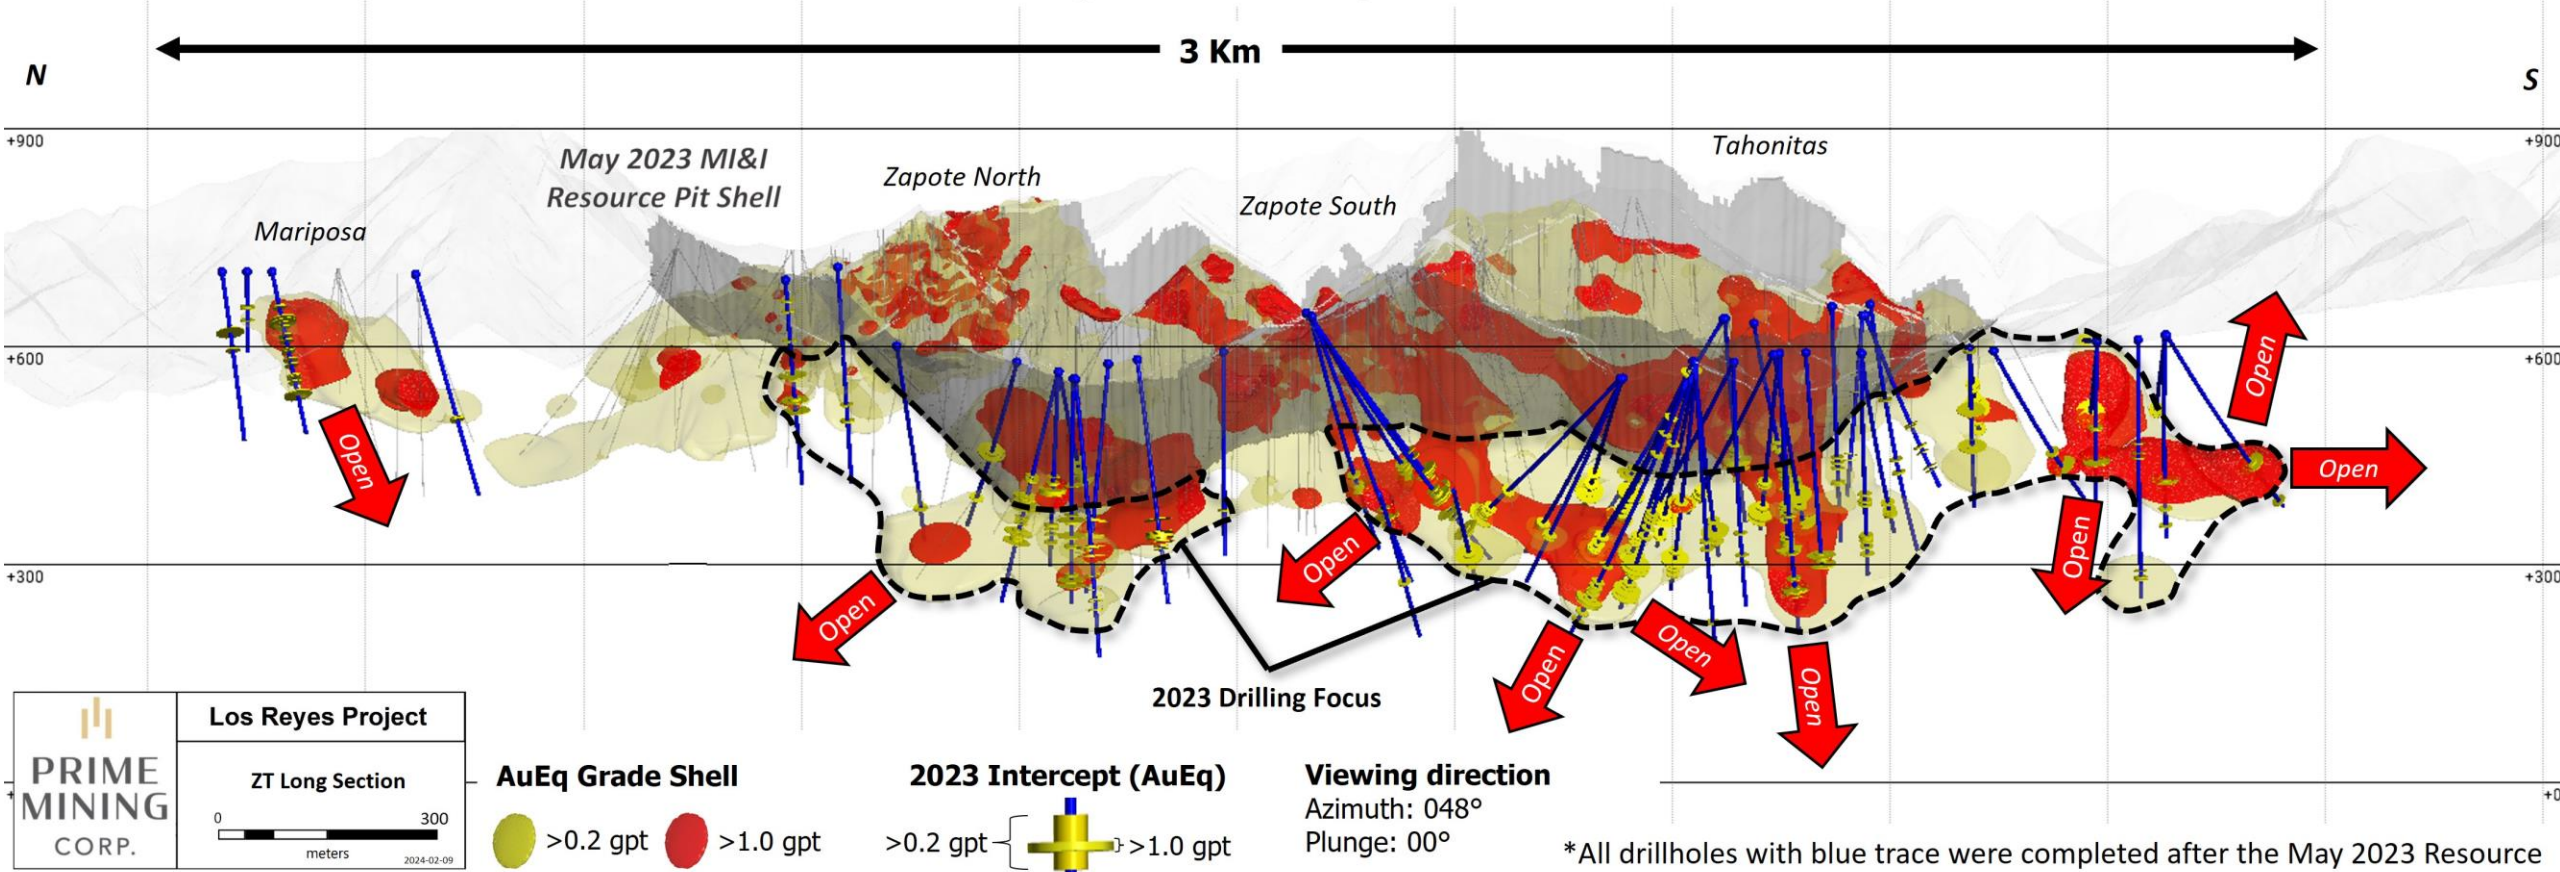 3 Km
N
S
+900
+900
May 2023 MI&I
Resource Pit Shell
Mariposa
Zapote North
Zapote South
Tahonitas
+600
+600
Open
Open
Open
+300
+300
Open
Open
Open
Open
Open
Open
2023 Drilling Focus
PRIME
MINING
CORP.
Los Reyes Project
ZT Long Section
0
300
meters
2024-02-09
AuEq Grade Shell
>0.2 gpt
>1.0 gpt
2023 Intercept (AuEq)
>0.2 gpt
>1.0 gpt
Viewing direction
Azimuth: 048°
Plunge: 00°
*All drillholes with blue trace were completed after the May 2023 Resource